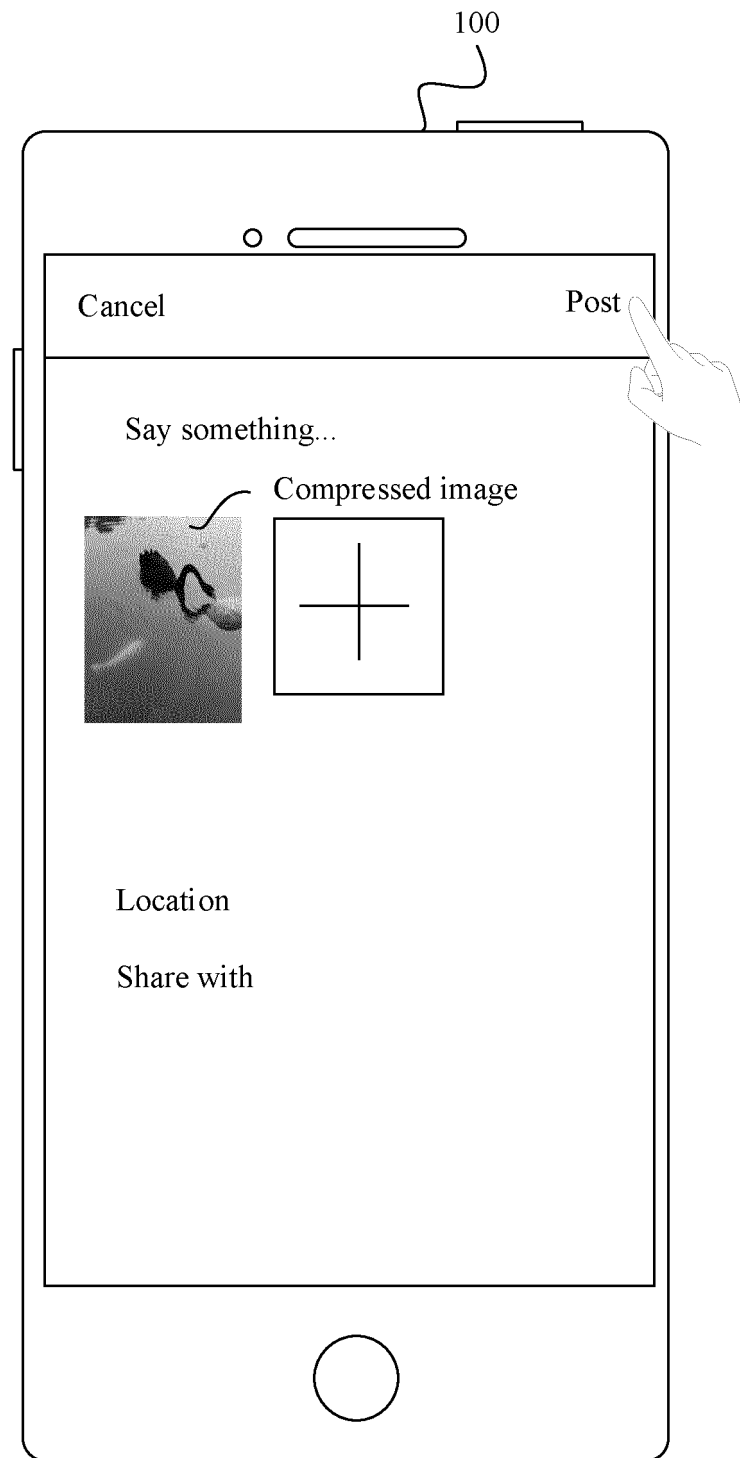 100
Cancel
Post
Say something...
Compressed image
Location
Share with